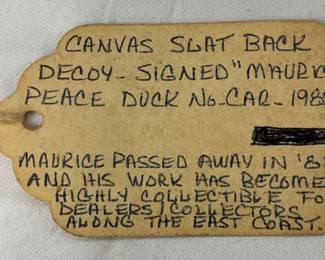 CANVAS SLAT BACK
DECOY - SIGNED "MAURIC
PEACE DUCK NO-CAR- 198
MAURICE PASSED AWAY IN '8
AND HIS WORK HAS BECOME
HIGHLY COLLECTIBLE FO
DEALERS/COLLECTORS
ALONG THE EAST COAST.